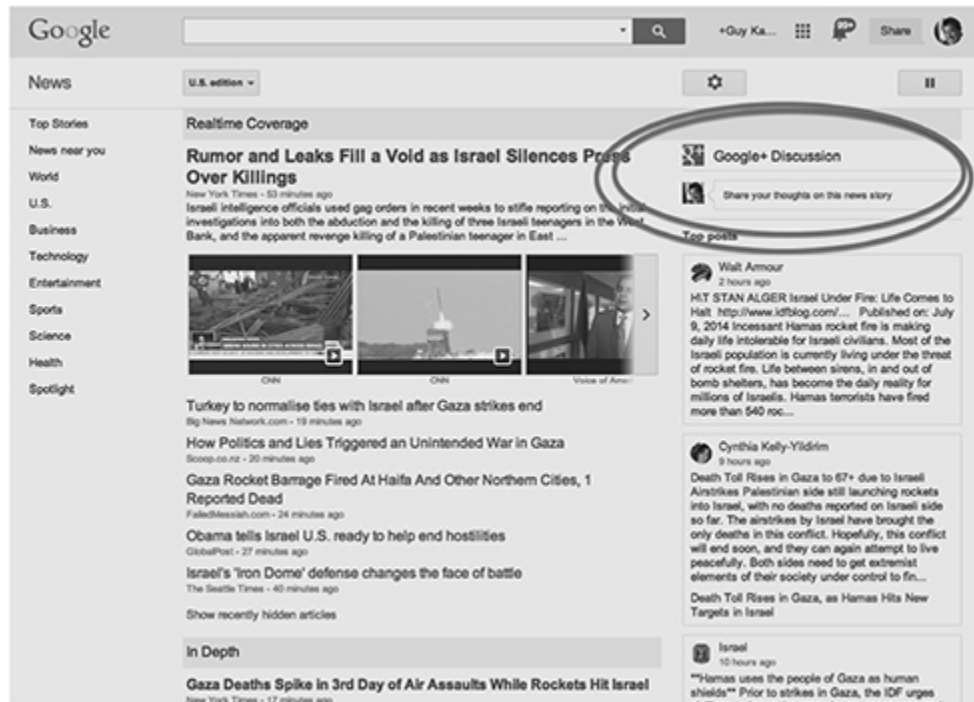 Google
+Guy Ka...
99+
Share
News
U.S. edition
Top Stories
News near you
World
U.S.
Business
Technology
Entertainment
Sports
Science
Health
Spotlight
Realtime Coverage
Rumor and Leaks Fill a Void as Israel Silences Press
Over Killings
New York Times - 53 minutes ago
Israeli intelligence officials used gag orders in recent weeks to stifle reporting on the initial
investigations into both the abduction and the killing of three Israeli teenagers in the West
Bank, and the apparent revenge killing of a Palestinian teenager in East ...
CNN
CNN
Voice of Ameri
Turkey to normalise ties with Israel after Gaza strikes end
Big News Network.com - 19 minutes ago
How Politics and Lies Triggered an Unintended War in Gaza
Scoop.co.nz - 20 minutes ago
Gaza Rocket Barrage Fired At Haifa And Other Northern Cities, 1
Reported Dead
FailedMessiah.com - 24 minutes ago
Obama tells Israel U.S. ready to help end hostilities
GlobalPost - 27 minutes ago
Israel's 'Iron Dome' defense changes the face of battle
The Seattle Times - 40 minutes ago
Show recently hidden articles
In Depth
Gaza Deaths Spike in 3rd Day of Air Assaults While Rockets Hit Israel
New York Times - 17 minutes ago
Google+ Discussion
Share your thoughts on this news story
Top posts
Walt Armour
2 hours ago
H\T STAN ALGER Israel Under Fire: Life Comes to
Halt http://www.idfblog.com/... Published on: July
9, 2014 Incessant Hamas rocket fire is making
daily life intolerable for Israeli civilians. Most of the
Israeli population is currently living under the threat
of rocket fire. Life between sirens, in and out of
bomb shelters, has become the daily reality for
millions of Israelis. Hamas terrorists have fired
more than 540 roc...
Cynthia Kelly-Yildirim
9 hours ago
Death Toll Rises in Gaza to 67+ due to Israeli
Airstrikes Palestinian side still launching rockets
into Israel, with no deaths reported on Israeli side
so far. The airstrikes by Israel have brought the
only deaths in this conflict. Hopefully, this conflict
will end soon, and they can again attempt to live
peacefully. Both sides need to get extremist
elements of their society under control to fin...
Death Toll Rises in Gaza, as Hamas Hits New
Targets in Israel
Israel
10 hours ago
"Hamas uses the people of Gaza as human
shields" Prior to strikes in Gaza, the IDF urges